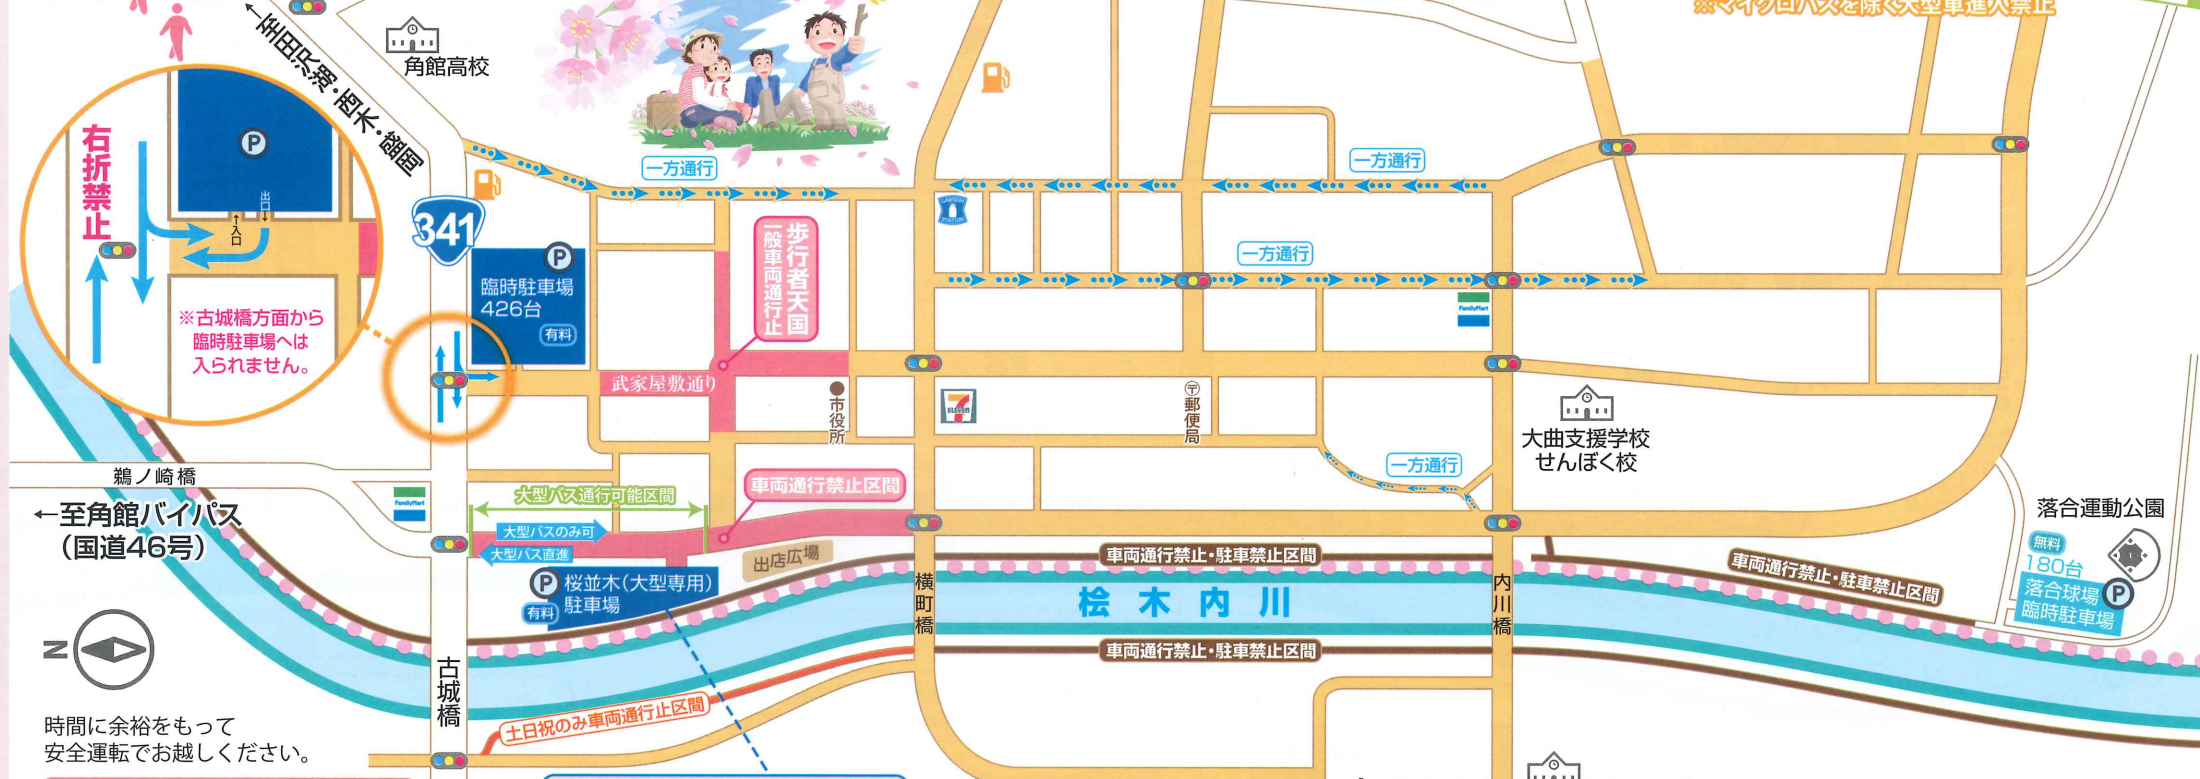 ※マイクロバスを除く大型車進入禁止
←至田沢湖・西木・盛岡
角館高校
右折禁止
P
出口
入口
※古城橋方面から
臨時駐車場へは
入られません。
341
P
臨時駐車場
426台
有料
一方通行
一方通行
一方通行
一方通行
LAWSON
STATION
歩行者天国
一般車両通行止
武家屋敷通り
市役所
7
ELEVEN
〒郵便局
FamilyMart
大曲支援学校
せんぼく校
鵜ノ崎橋
←至角館バイパス
(国道46号)
FamilyMart
大型バス通行可能区間
大型バスのみ可
大型バス直進
車両通行禁止区間
出店広場
P
桜並木(大型専用)
駐車場
有料
車両通行禁止・駐車禁止区間
車両通行禁止・駐車禁止区間
車両通行禁止・駐車禁止区間
桧木内川
横町橋
内川橋
古城橋
土日祝のみ車両通行止区間
落合運動公園
無料
180台
落合球場
臨時駐車場
P
N
時間に余裕をもって
安全運転でお越しください。